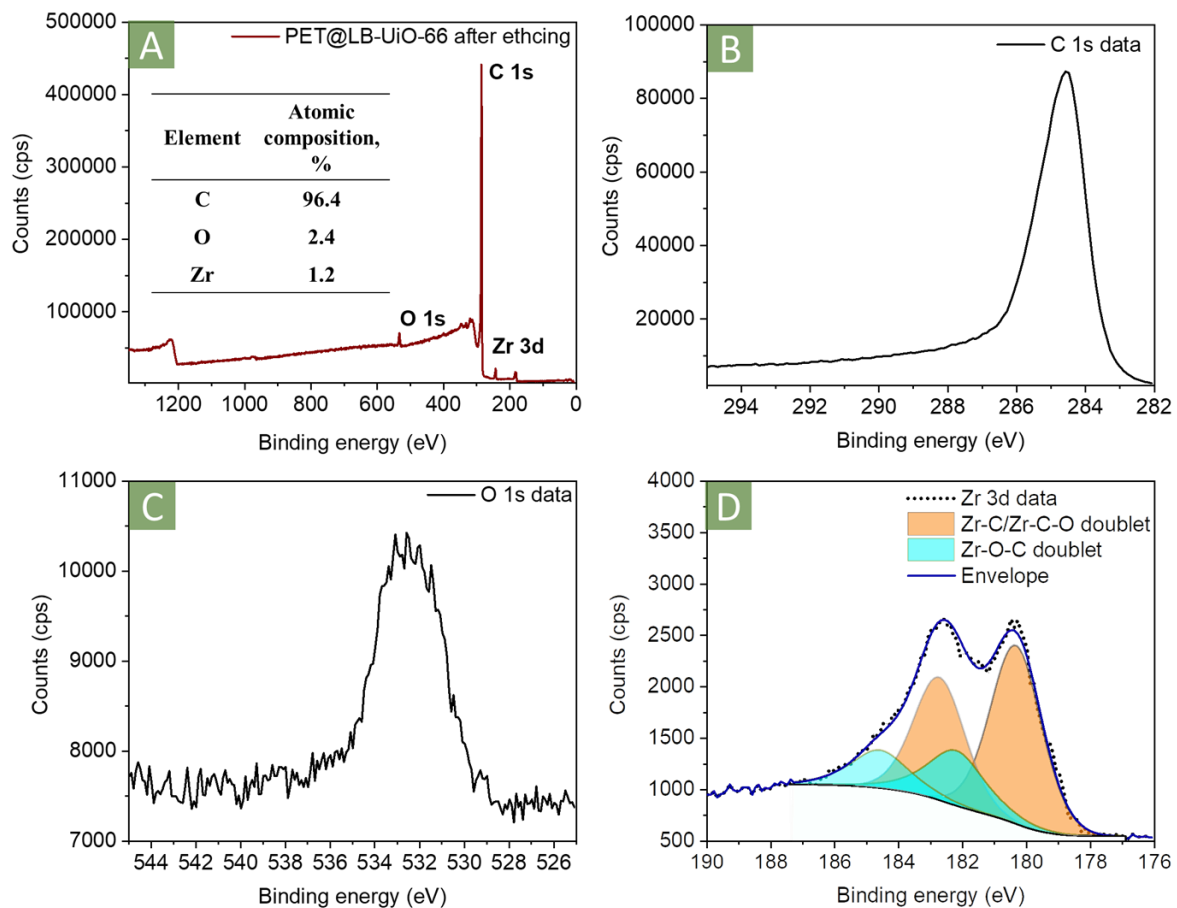 A
PET@LB-UiO-66 after ethcing
C 1s
O 1s
Zr 3d
Element Atomic composition, %
C 96.4
O 2.4
Zr 1.2
500000
400000
300000
200000
100000
0
1200 1000 800 600 400 200 0
Counts (cps)
Binding energy (eV)
B
C 1s data
100000
80000
60000
40000
20000
294 292 290 288 286 284 282
Counts (cps)
Binding energy (eV)
C
O 1s data
11000
10000
9000
8000
7000
544 542 540 538 536 534 532 530 528 526
Counts (cps)
Binding energy (eV)
D
Zr 3d data
Zr-C/Zr-C-O doublet
Zr-O-C doublet
Envelope
4000
3500
3000
2500
2000
1500
1000
500
190 188 186 184 182 180 178 176
Counts (cps)
Binding energy (eV)